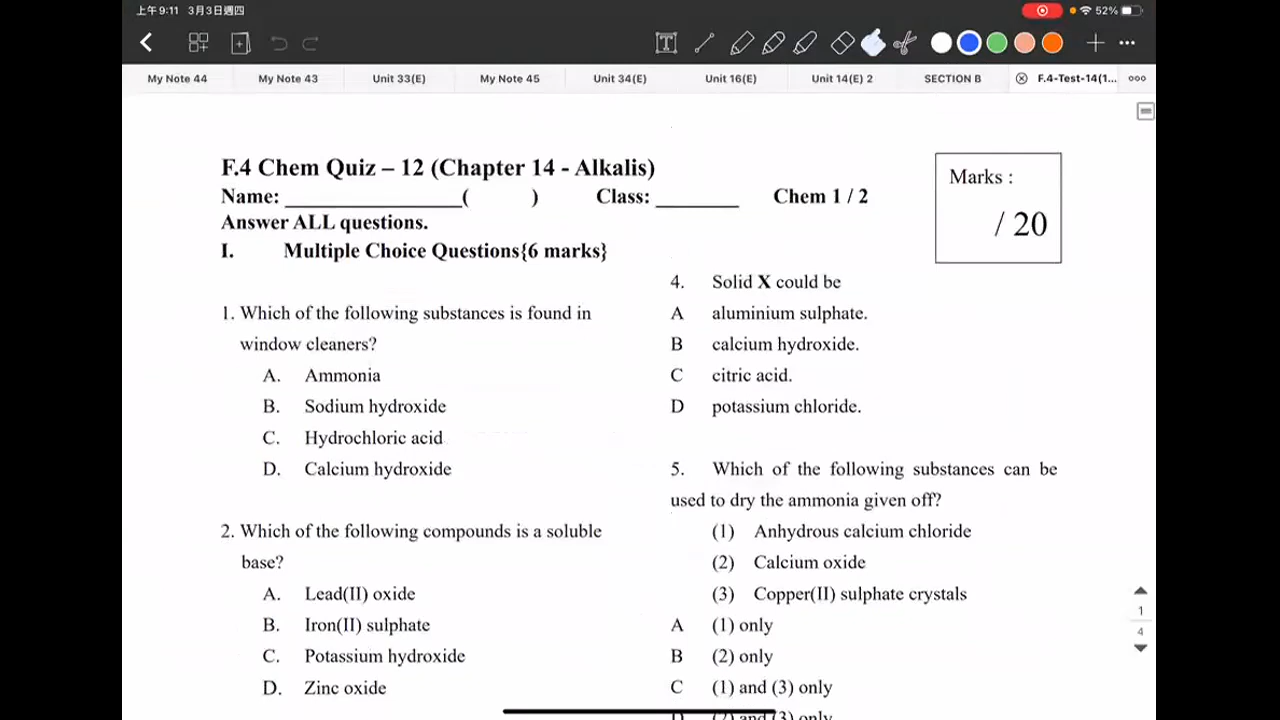 上午9:11 3月3日週四
52%
My Note 44
My Note 43
Unit 33(E)
My Note 45
Unit 34(E)
Unit 16(E)
Unit 14(E) 2
SECTION B
F.4-Test-14(1...
F.4 Chem Quiz – 12 (Chapter 14 - Alkalis)
Name: _________________( ) Class: ________ Chem 1 / 2
Answer ALL questions.
I. Multiple Choice Questions{6 marks}
Marks :
/ 20
1. Which of the following substances is found in
window cleaners?
A. Ammonia
B. Sodium hydroxide
C. Hydrochloric acid
D. Calcium hydroxide
2. Which of the following compounds is a soluble
base?
A. Lead(II) oxide
B. Iron(II) sulphate
C. Potassium hydroxide
D. Zinc oxide
4. Solid X could be
A aluminium sulphate.
B calcium hydroxide.
C citric acid.
D potassium chloride.
5. Which of the following substances can be
used to dry the ammonia given off?
(1) Anhydrous calcium chloride
(2) Calcium oxide
(3) Copper(II) sulphate crystals
A (1) only
B (2) only
C (1) and (3) only
D (2) and (3) only
1
4